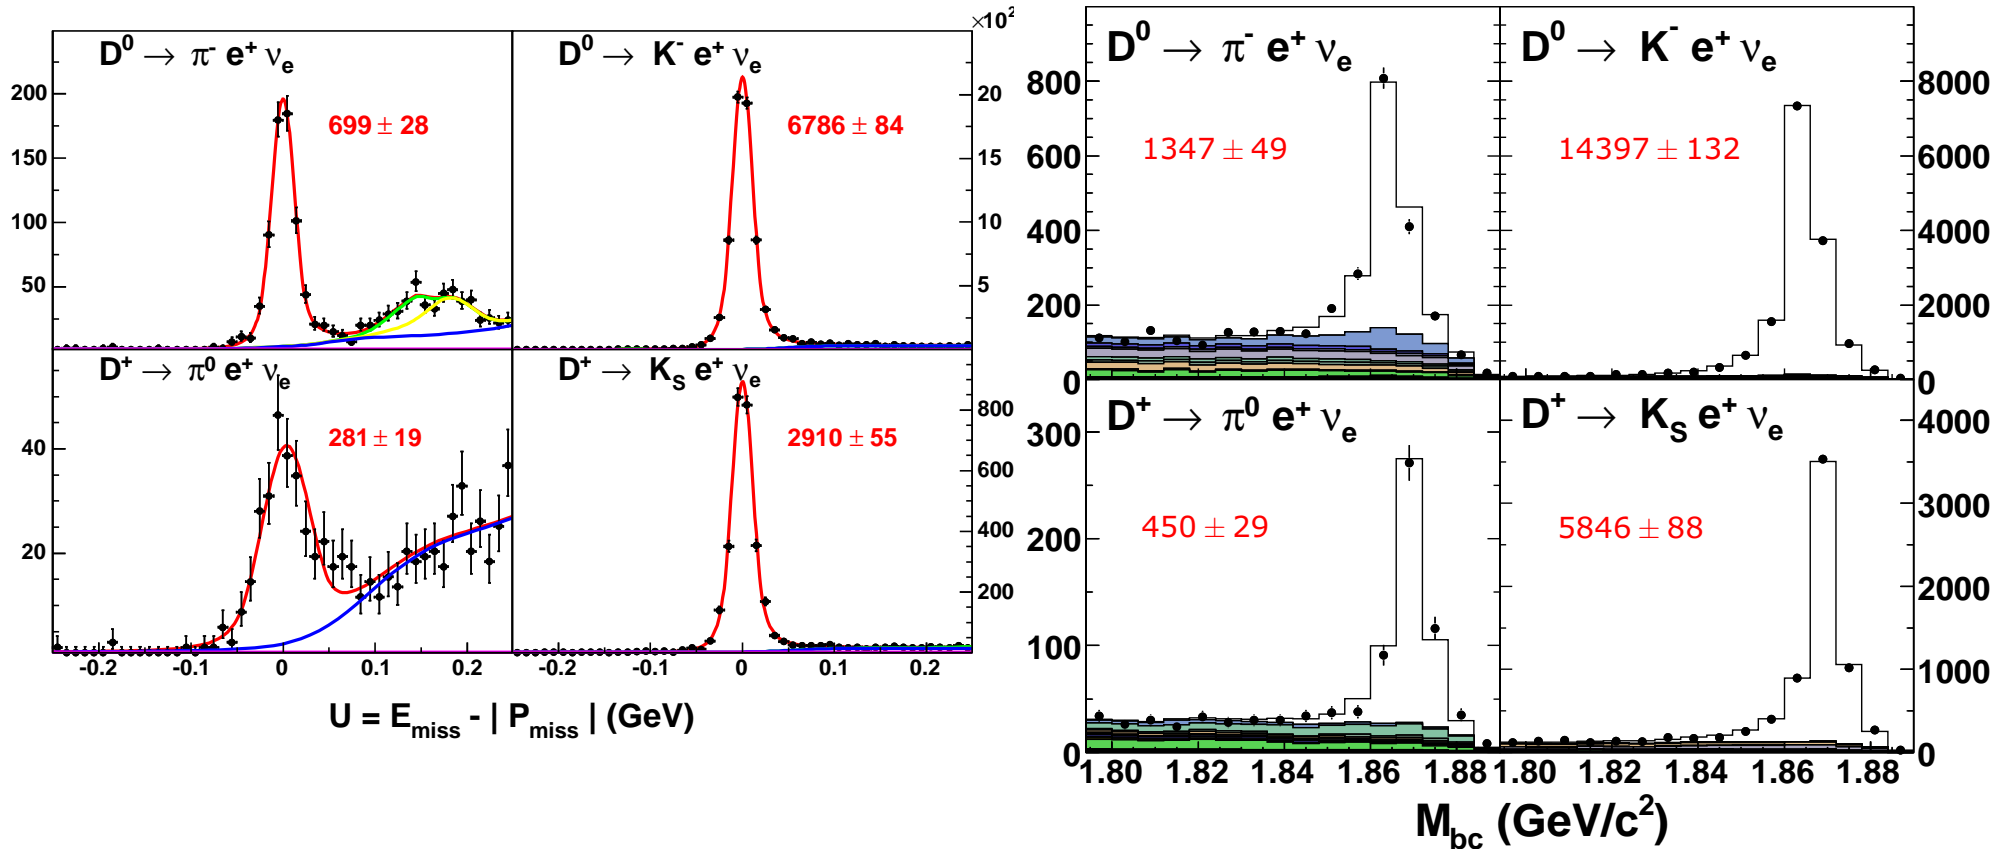 ×10²
D⁰ → π⁻ e⁺ νₑ
D⁰ → K⁻ e⁺ νₑ
699 ± 28
6786 ± 84
200
150
100
50
20
15
10
5
D⁺ → π⁰ e⁺ νₑ
D⁺ → K_S e⁺ νₑ
281 ± 19
2910 ± 55
40
20
800
600
400
200
-0.2 -0.1 0 0.1 0.2
-0.2 -0.1 0 0.1 0.2
U = E_miss - | P_miss | (GeV)
D⁰ → π⁻ e⁺ νₑ
D⁰ → K⁻ e⁺ νₑ
1347 ± 49
14397 ± 132
800
600
400
200
0
8000
6000
4000
2000
0
D⁺ → π⁰ e⁺ νₑ
D⁺ → K_S e⁺ νₑ
450 ± 29
5846 ± 88
300
200
100
0
4000
3000
2000
1000
0
1.80 1.82 1.84 1.86 1.88
1.80 1.82 1.84 1.86 1.88
M_bc (GeV/c²)